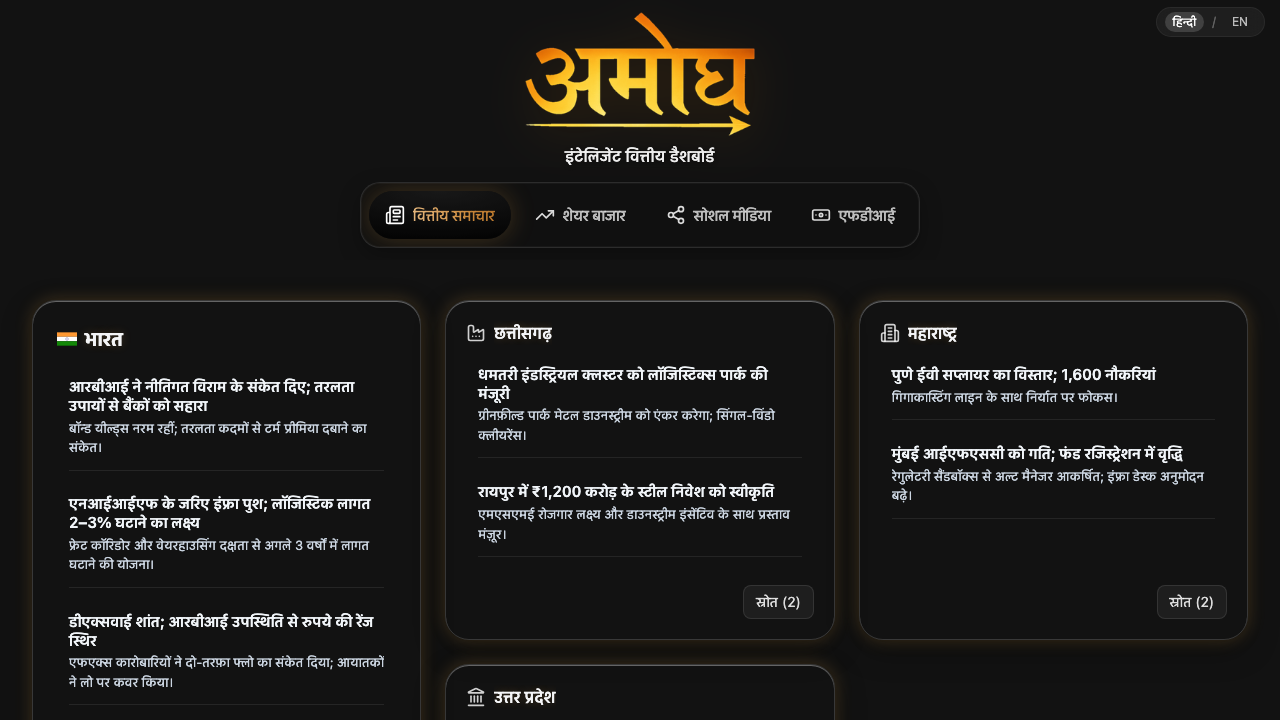 हिन्दी / EN
अमोघ
इंटेलिजेंट वित्तीय डैशबोर्ड
वित्तीय समाचार
शेयर बाजार
सोशल मीडिया
एफडीआई
भारत
आरबीआई ने नीतिगत विराम के संकेत दिए; तरलता
उपायों से बैंकों को सहारा
बॉन्ड यील्ड्स नरम रहीं; तरलता कदमों से टर्म प्रीमिया दबाने का
संकेत।
एनआईआईएफ के जरिए इंफ्रा पुश; लॉजिस्टिक लागत
2–3% घटाने का लक्ष्य
फ्रेट कॉरिडोर और वेयरहाउसिंग दक्षता से अगले 3 वर्षों में लागत
घटाने की योजना।
डीएक्सवाई शांत; आरबीआई उपस्थिति से रुपये की रेंज
स्थिर
एफएक्स कारोबारियों ने दो-तरफ़ा फ्लो का संकेत दिया; आयातकों
ने लो पर कवर किया।
छत्तीसगढ़
धमतरी इंडस्ट्रियल क्लस्टर को लॉजिस्टिक्स पार्क की
मंजूरी
ग्रीनफ़ील्ड पार्क मेटल डाउनस्ट्रीम को एंकर करेगा; सिंगल-विंडो
क्लीयरेंस।
रायपुर में ₹1,200 करोड़ के स्टील निवेश को स्वीकृति
एमएसएमई रोजगार लक्ष्य और डाउनस्ट्रीम इंसेंटिव के साथ प्रस्ताव
मंज़ूर।
स्रोत (2)
महाराष्ट्र
पुणे ईवी सप्लायर का विस्तार; 1,600 नौकरियां
गिगाकास्टिंग लाइन के साथ निर्यात पर फोकस।
मुंबई आईएफएससी को गति; फंड रजिस्ट्रेशन में वृद्धि
रेगुलेटरी सैंडबॉक्स से अल्ट मैनेजर आकर्षित; इंफ्रा डेस्क अनुमोदन
बढ़े।
स्रोत (2)
उत्तर प्रदेश